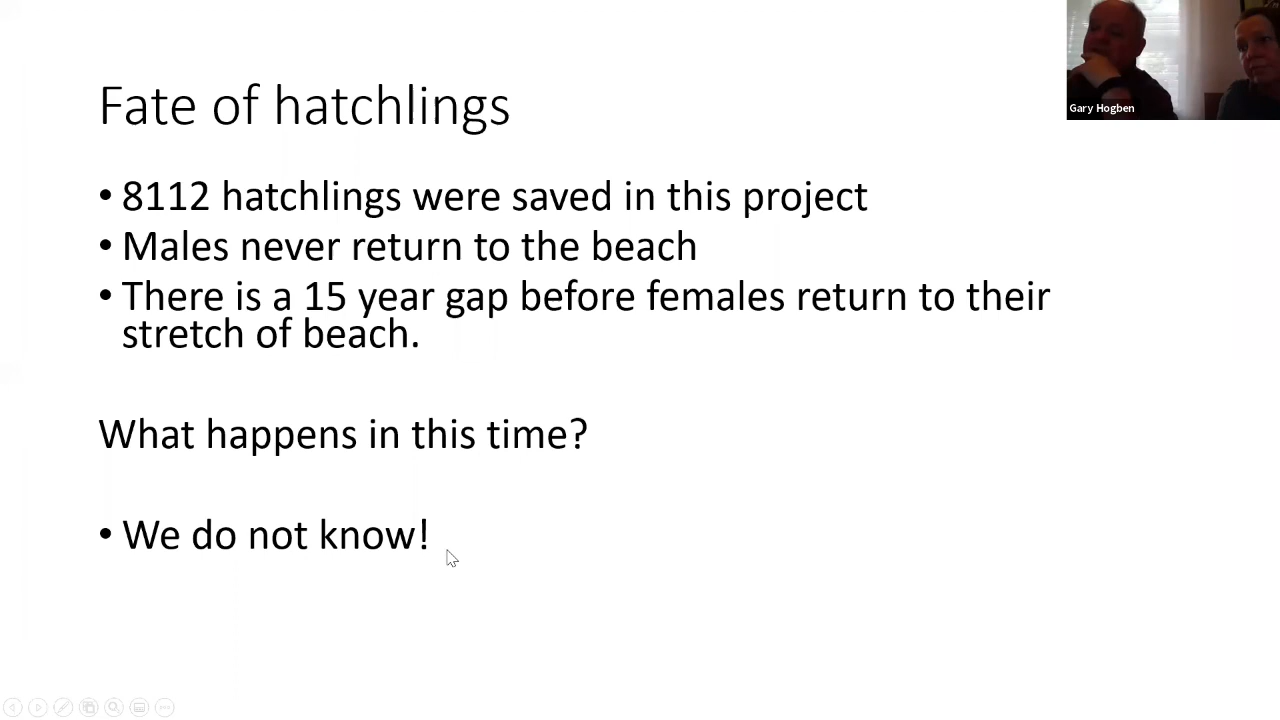 Gary Hogben
Fate of hatchlings
• 8112 hatchlings were saved in this project
• Males never return to the beach
• There is a 15 year gap before females return to their
stretch of beach.
What happens in this time?
• We do not know!